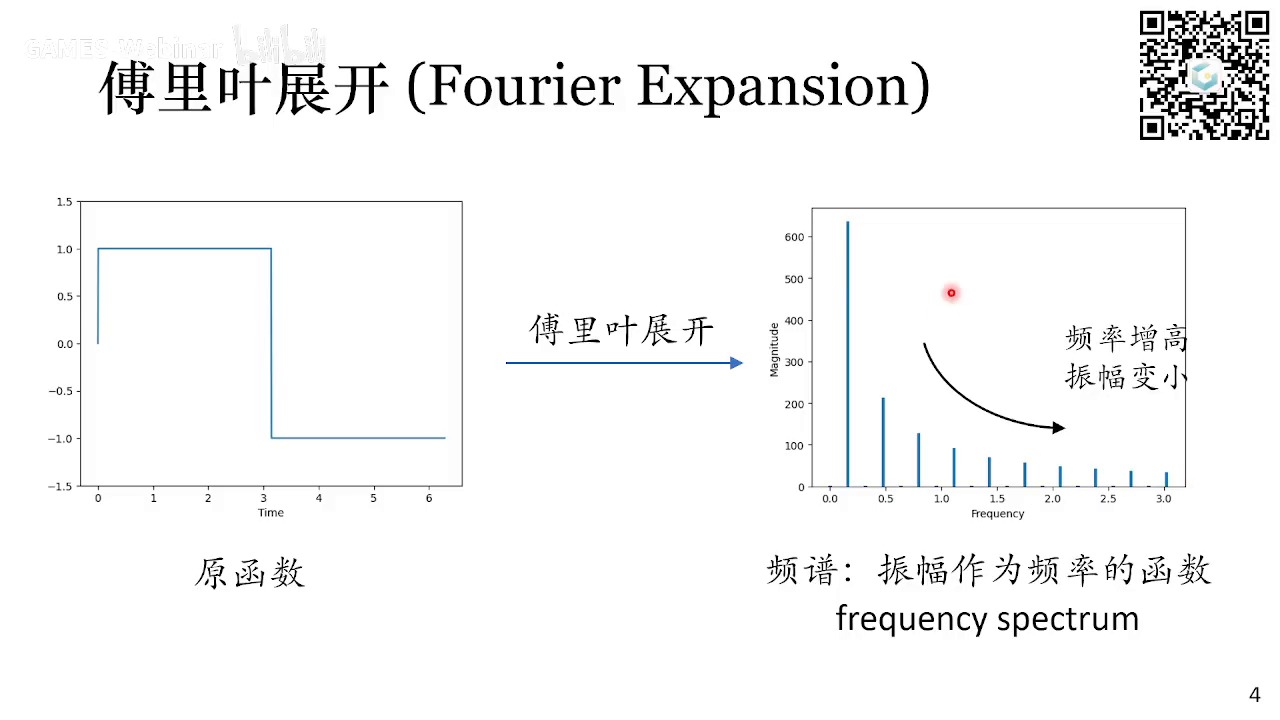 GAMES Webinar bilibili
傅里叶展开 (Fourier Expansion)
1.5
1.0
0.5
0.0
−0.5
−1.0
−1.5
0 1 2 3 4 5 6
Time
原函数
傅里叶展开
600
500
400
300
200
100
0
Magnitude
0.0 0.5 1.0 1.5 2.0 2.5 3.0
Frequency
频率增高
振幅变小
频谱：振幅作为频率的函数
frequency spectrum
4